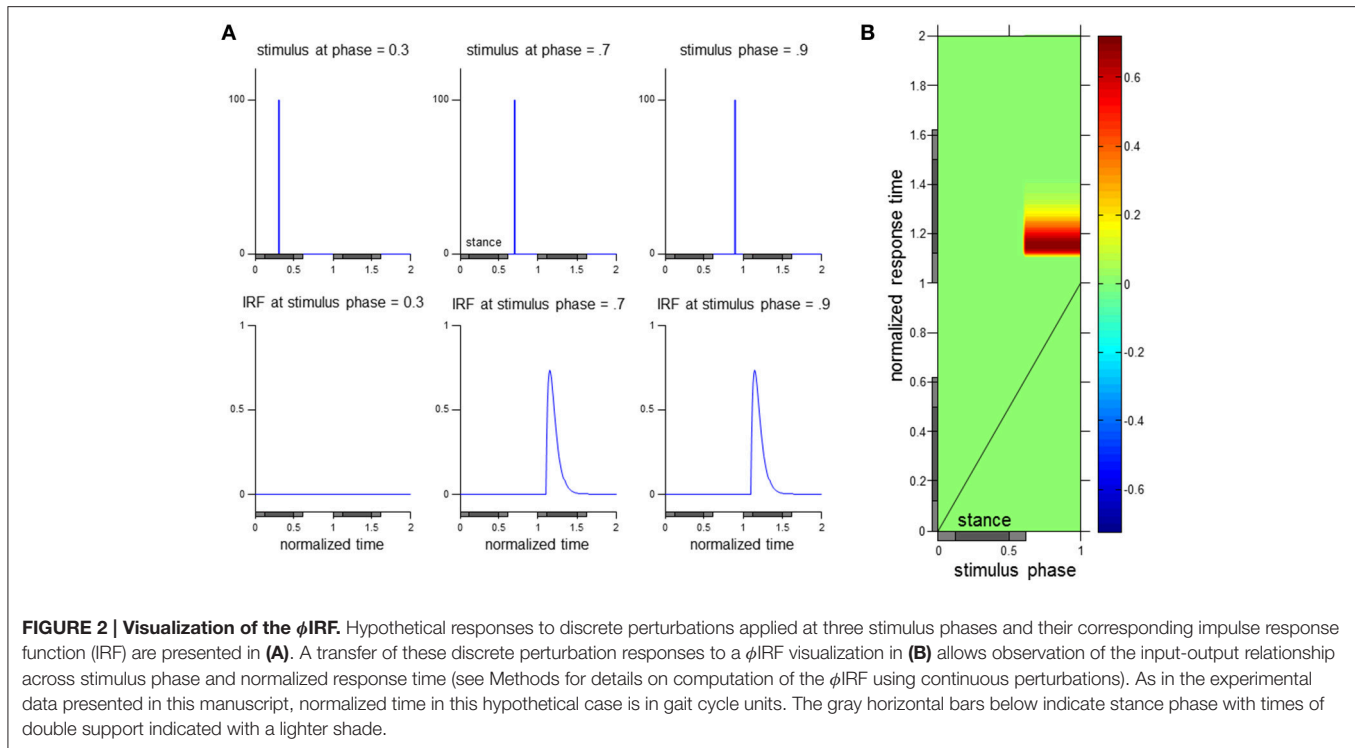 A
stimulus at phase = 0.3
stimulus at phase = .7
stimulus phase = .9
100
0
0 0.5 1 1.5 2
100
0
stance
0 0.5 1 1.5 2
100
0
0 0.5 1 1.5 2
IRF at stimulus phase = 0.3
IRF at stimulus phase = .7
IRF at stimulus phase = .9
1
0.5
0
0 0.5 1 1.5 2
normalized time
1
0.5
0
0 0.5 1 1.5 2
normalized time
1
0.5
0
0 0.5 1 1.5 2
normalized time
B
normalized response time
2
1.8
1.6
1.4
1.2
1
0.8
0.6
0.4
0.2
0
stance
0 0.5 1
stimulus phase
0.6
0.4
0.2
0
-0.2
-0.4
-0.6
FIGURE 2 | Visualization of the ϕIRF. Hypothetical responses to discrete perturbations applied at three stimulus phases and their corresponding impulse response
function (IRF) are presented in (A). A transfer of these discrete perturbation responses to a ϕIRF visualization in (B) allows observation of the input-output relationship
across stimulus phase and normalized response time (see Methods for details on computation of the ϕIRF using continuous perturbations). As in the experimental
data presented in this manuscript, normalized time in this hypothetical case is in gait cycle units. The gray horizontal bars below indicate stance phase with times of
double support indicated with a lighter shade.